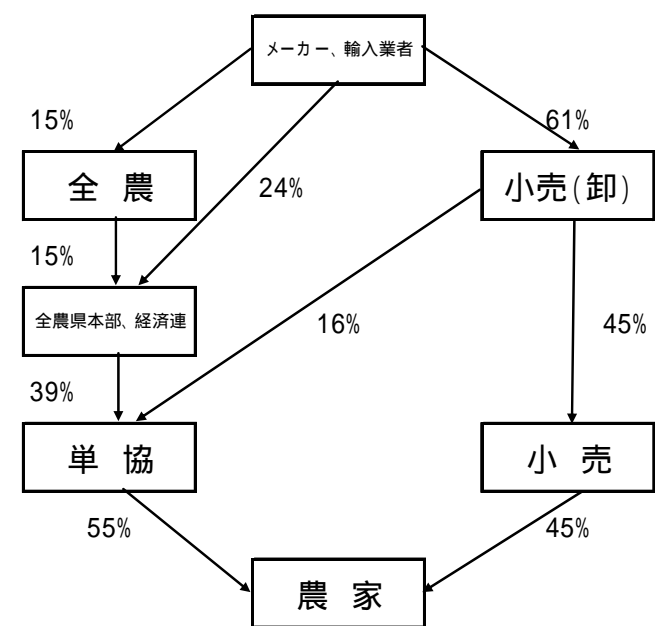 メーカー、輸入業者
15%
61%
全 農
24%
小売(卸)
15%
全農県本部、経済連
16%
45%
39%
単 協
小 売
55%
45%
農 家